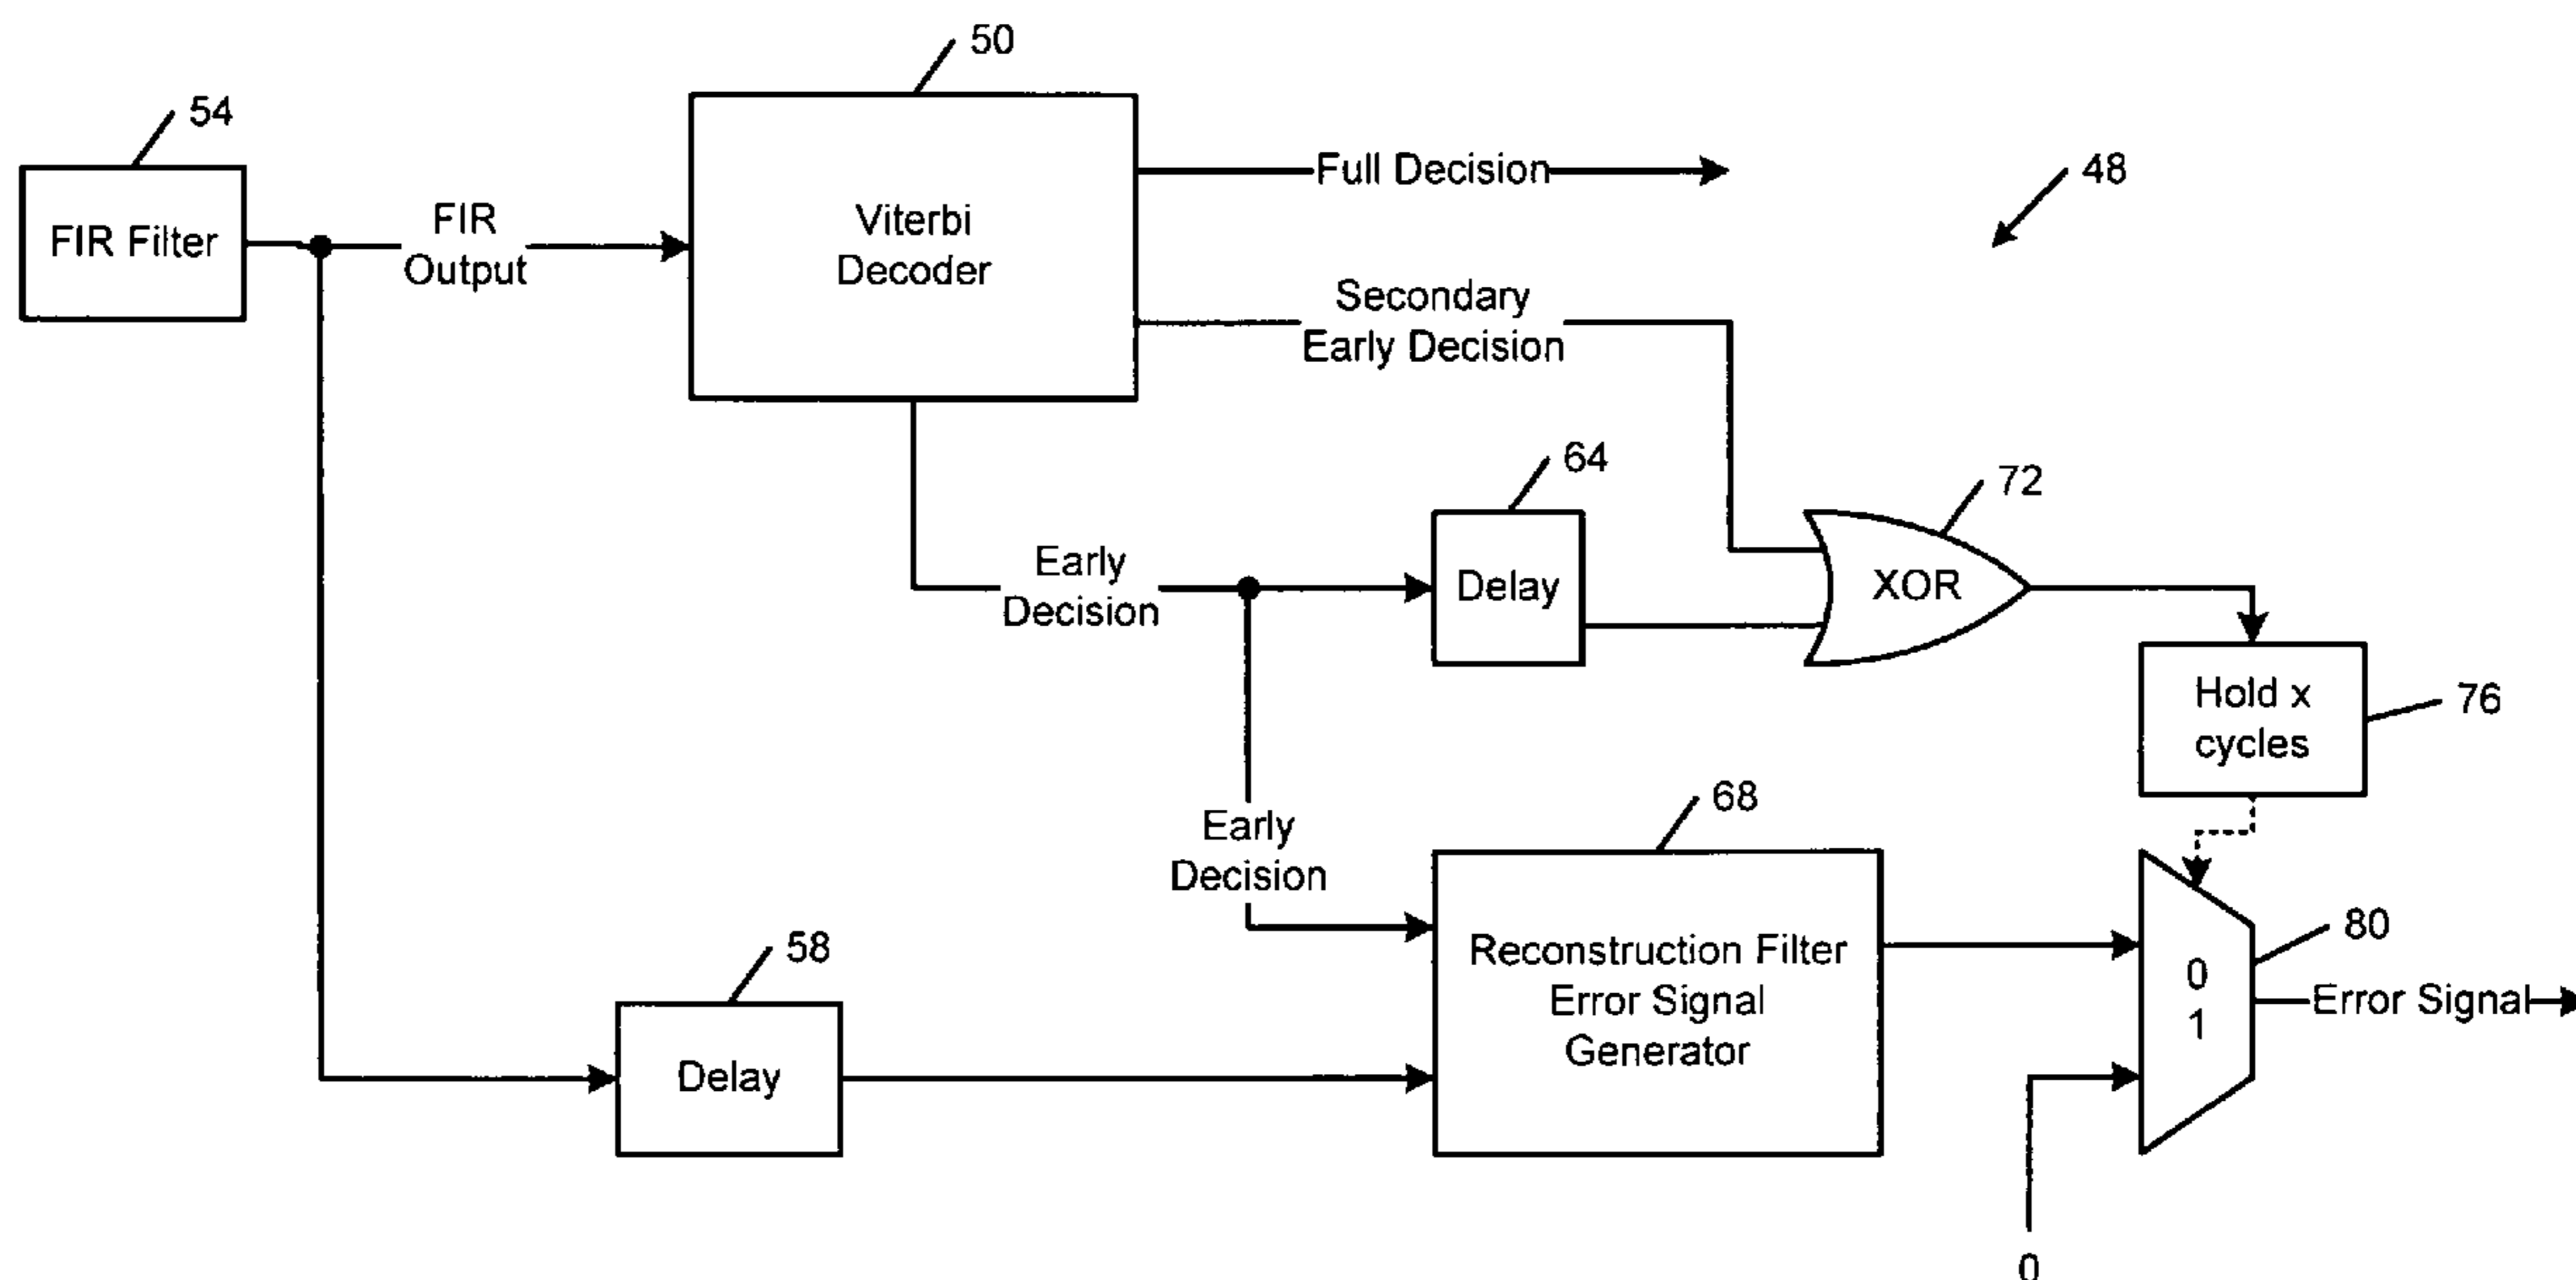 50
54
FIR Filter
FIR
Output
Viterbi
Decoder
Full Decision
48
Secondary
Early Decision
64
72
Early
Decision
Delay
XOR
Hold x
cycles
76
68
Early
Decision
58
Reconstruction Filter
Error Signal
Generator
80
0
1
Error Signal
Delay
0